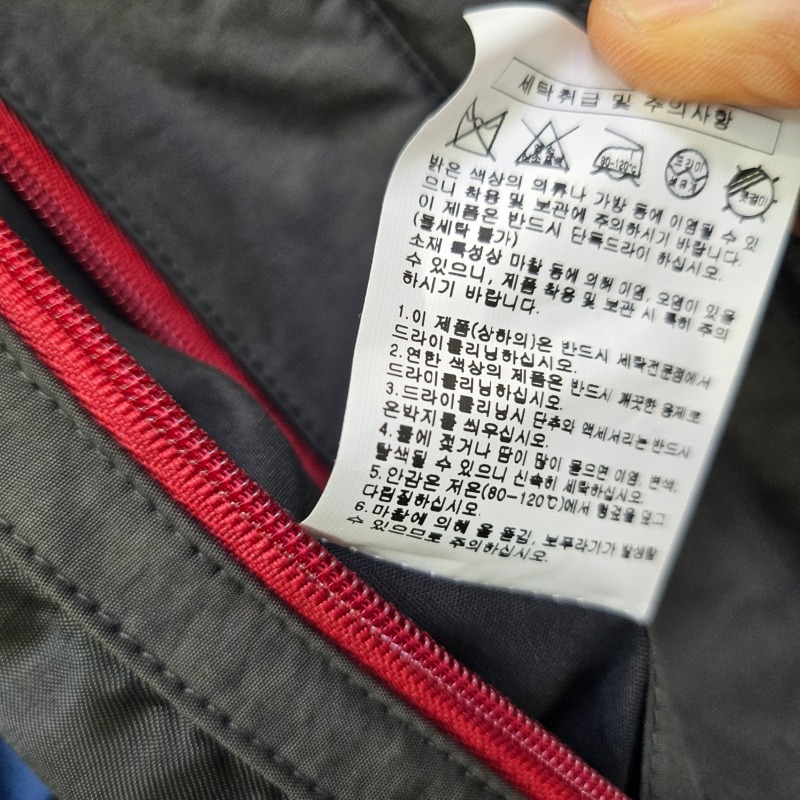 세탁취급 및 주의사항
염소 표백
80-120℃
드라이
밝은 색상의 의류나 가방 등에 이염될 수 있
으니 착용 및 보관에 주의하시기 바랍니다.
이 제품은 반드시 단독드라이 하십시오.
(물세탁 불가)
소재 특성상 마찰 등에 의해 이염, 오염이 있을
수 있으니, 제품 착용 및 보관 시 특히 주의
하시기 바랍니다.
1.이 제품(상하의)은 반드시 세탁전문점에서
드라이클리닝하십시오.
2.연한 색상의 제품은 반드시 깨끗한 용제로
드라이클리닝하십시오.
3.드라이클리닝시 단추와 액세서리는 반드시
은박지를 씌우십시오.
4.물에 젖거나 땀이 많이 묻으면 이염, 변색,
탈색될 수 있으니 신속히 세탁하십시오.
5.안감은 저온(80-120℃)에서 헝겊을 덮고
다림질하십시오.
6.마찰에 의해 올 뜯김, 보푸라기가 발생할
수 있으므로 주의하십시오.